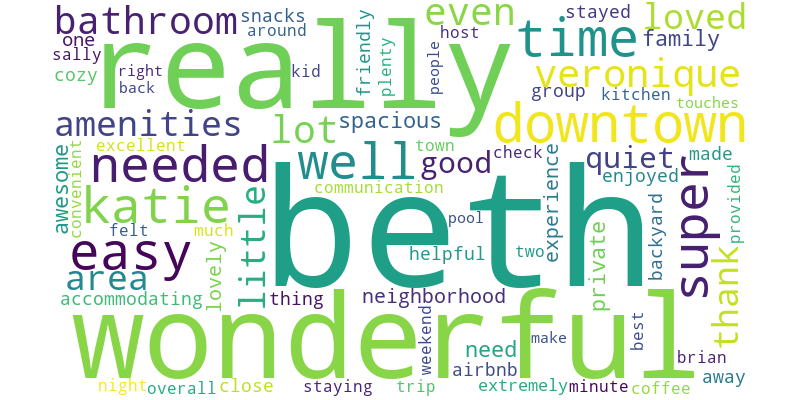 bathroom
snacks
around
really
friendly
plenty
even
people
host
time
stayed
loved
family
one
sally
cozy
right
back
kid
veronique
group
kitchen
touches
downtown
amenities
lot
spacious
town
good
check
quiet
made
enjoyed
awesome
convenient
excellent
needed
well
communication
katie
little
beth
pool
experience
backyard
super
provided
felt
much
easy
lovely
helpful
two
private
thank
area
accommodating
thing
neighborhood
wonderful
weekend
need
make
best
airbnb
brian
away
night
overall
close
staying
trip
extremely
minute
coffee